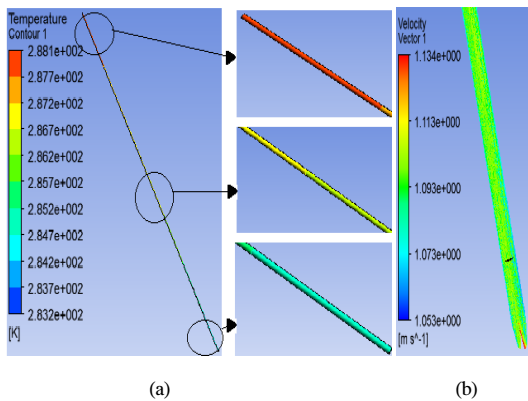 Temperature
Contour 1
2.881e+002
2.877e+002
2.872e+002
2.867e+002
2.862e+002
2.857e+002
2.852e+002
2.847e+002
2.842e+002
2.837e+002
2.832e+002
[K]
Velocity
Vector 1
1.134e+000
1.113e+000
1.093e+000
1.073e+000
1.053e+000
[m s^-1]
(a)
(b)